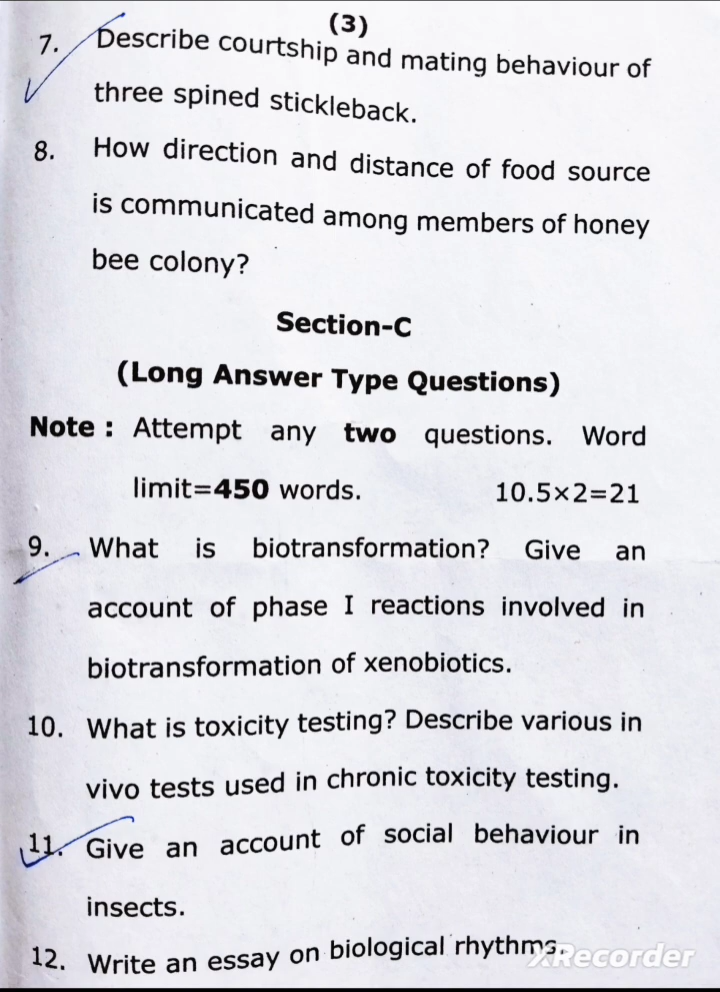 (3)
7. Describe courtship and mating behaviour of
three spined stickleback.
8. How direction and distance of food source
is communicated among members of honey
bee colony?
Section-C
(Long Answer Type Questions)
Note : Attempt any two questions. Word
limit=450 words. 10.5×2=21
9. What is biotransformation? Give an
account of phase I reactions involved in
biotransformation of xenobiotics.
10. What is toxicity testing? Describe various in
vivo tests used in chronic toxicity testing.
11. Give an account of social behaviour in
insects.
12. Write an essay on biological rhythms.
XRecorder